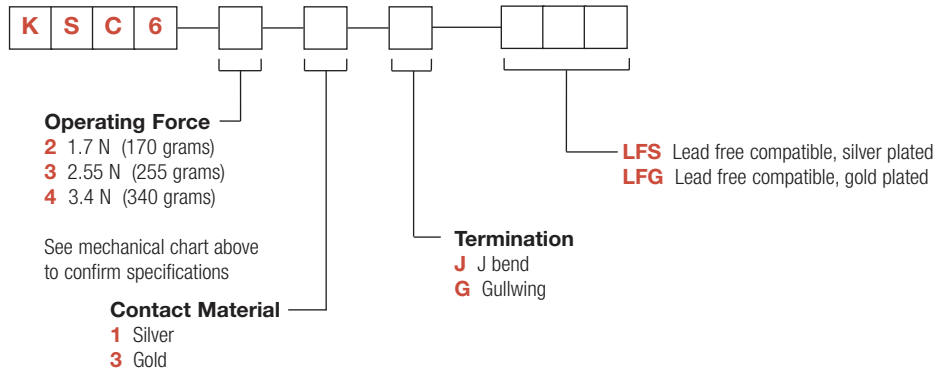 K S C 6
Operating Force
2 1.7 N (170 grams)
3 2.55 N (255 grams)
4 3.4 N (340 grams)
See mechanical chart above
to confirm specifications
Contact Material
1 Silver
3 Gold
Termination
J J bend
G Gullwing
LFS Lead free compatible, silver plated
LFG Lead free compatible, gold plated